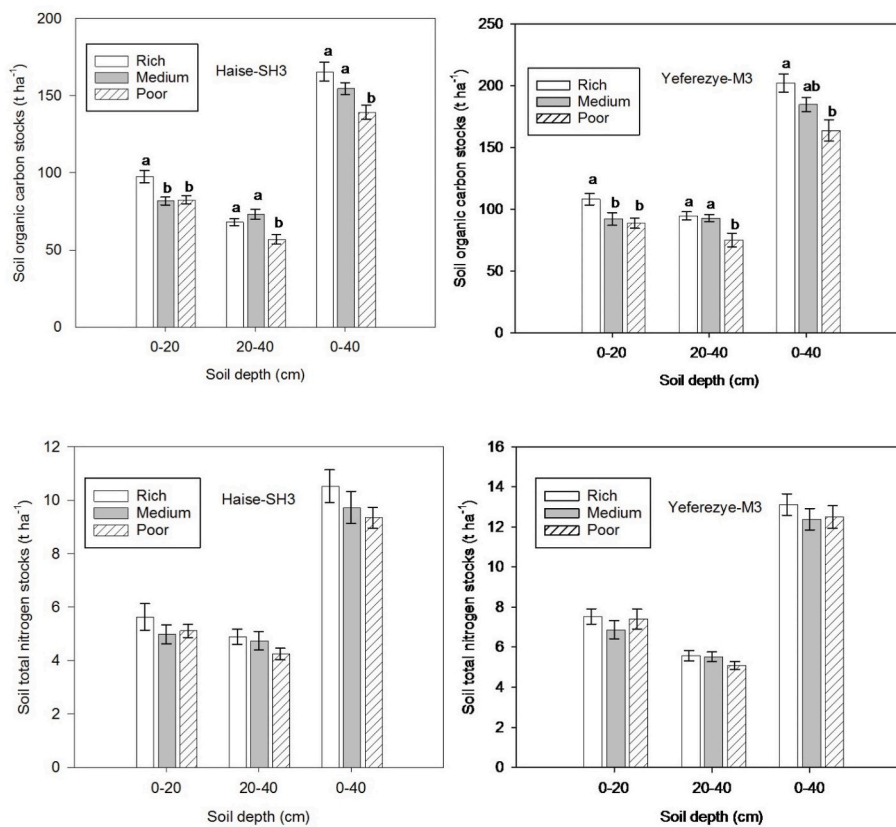 Soil organic carbon stocks (t ha⁻¹)
200
150
100
50
0
Rich
Medium
Poor
Haise-SH3
a
b
b
a
a
b
a
a
b
0-20
20-40
0-40
Soil depth (cm)
Soil organic carbon stocks (t ha⁻¹)
250
200
150
100
50
0
Rich
Medium
Poor
Yeferezye-M3
a
b
b
a
a
b
a
ab
b
0-20
20-40
0-40
Soil depth (cm)
Soil total nitrogen stocks (t ha⁻¹)
12
10
8
6
4
2
0
Rich
Medium
Poor
Haise-SH3
0-20
20-40
0-40
Soil depth (cm)
Soil total nitrogen stocks (t ha⁻¹)
16
14
12
10
8
6
4
2
0
Rich
Medium
Poor
Yeferezye-M3
0-20
20-40
0-40
Soil depth (cm)